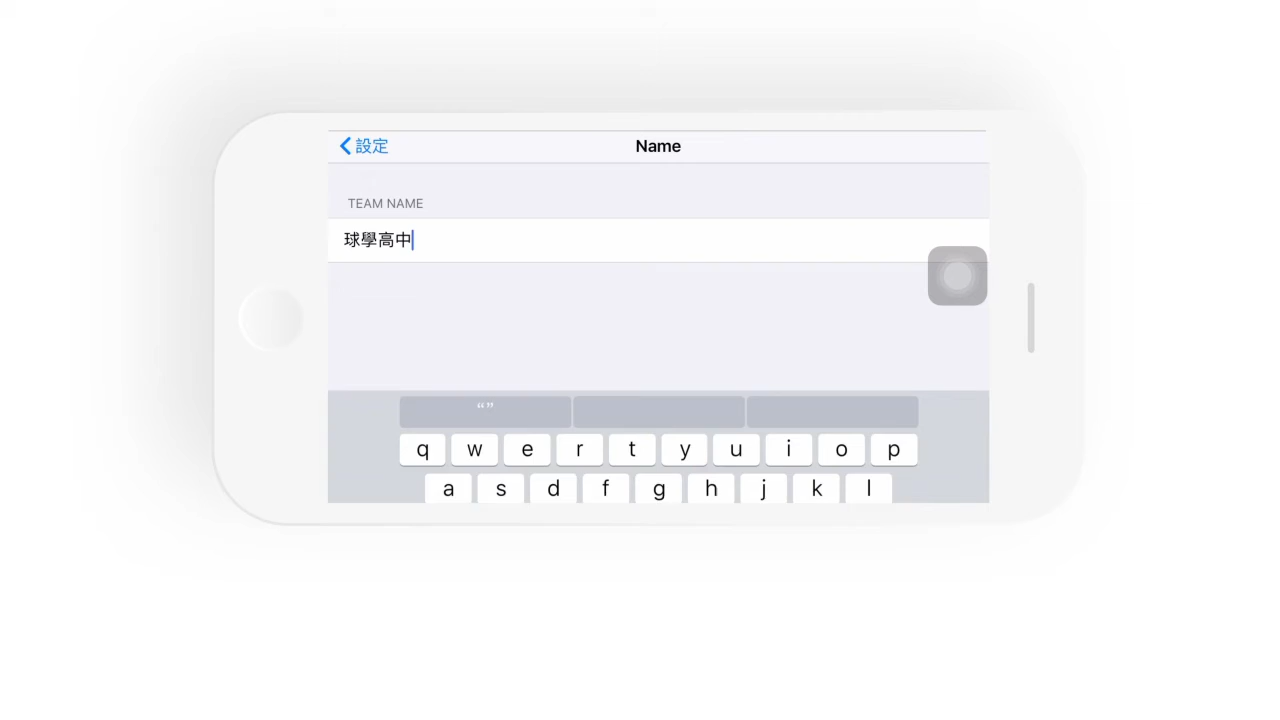 設定
Name
TEAM NAME
球學高中
“ ”
q w e r t y u i o p
a s d f g h j k l